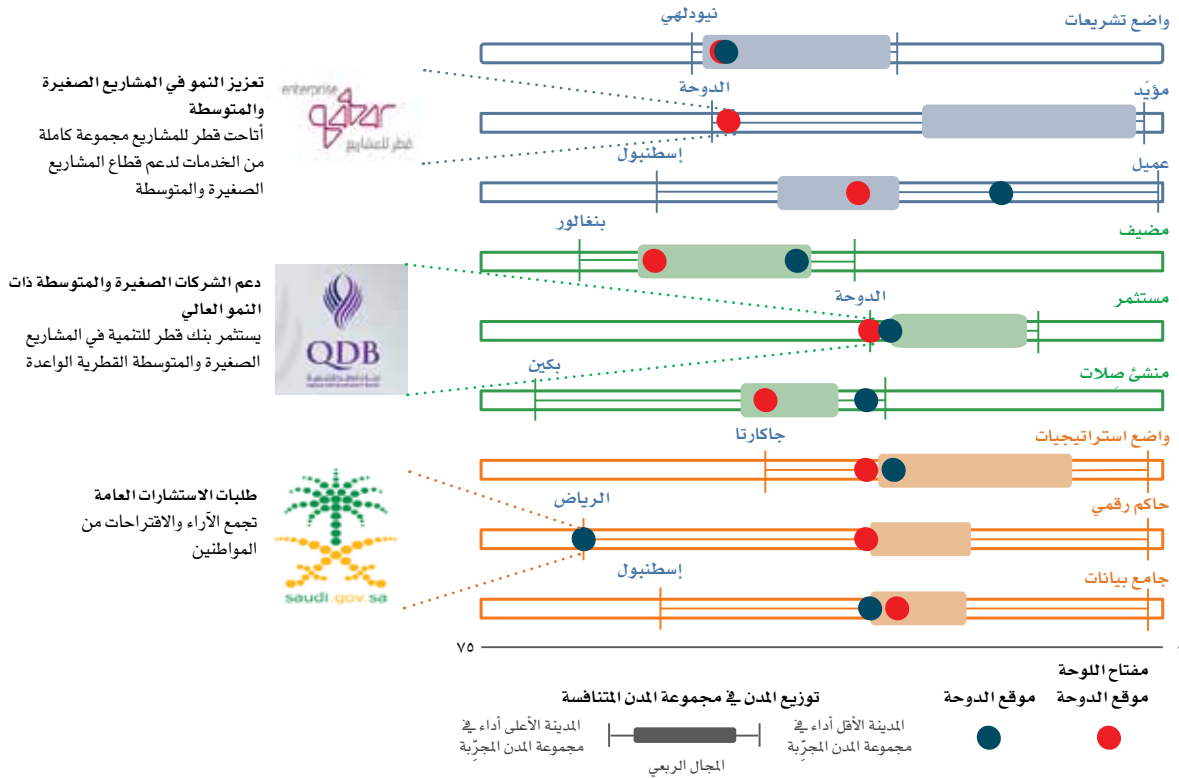 واضع تشريعات
نيودلهي
مؤيّد
الدوحة
عميل
إسطنبول
مضيف
بنغالور
مستثمر
الدوحة
منشئ صِلات
بكين
واضع استراتيجيات
جاكارتا
حاكم رقمي
الرياض
جامع بيانات
إسطنبول
٧٥
enterprise
qatar
قطر للمشاريع
تعزيز النمو في المشاريع الصغيرة
والمتوسطة
أتاحت قطر للمشاريع مجموعة كاملة
من الخدمات لدعم قطاع المشاريع
الصغيرة والمتوسطة
QDB
دعم الشركات الصغيرة والمتوسطة ذات
النمو العالي
يستثمر بنك قطر للتنمية في المشاريع
الصغيرة والمتوسطة القطرية الواعدة
saudi.gov.sa
طلبات الاستشارات العامة
تجمع الآراء والاقتراحات من
المواطنين
مفتاح اللوحة
موقع الدوحة
موقع الدوحة
توزيع المدن في مجموعة المدن المتنافسة
المدينة الأقل أداء في
مجموعة المدن المجرِّبة
المدينة الأعلى أداء في
مجموعة المدن المجرِّبة
المجال الربعي